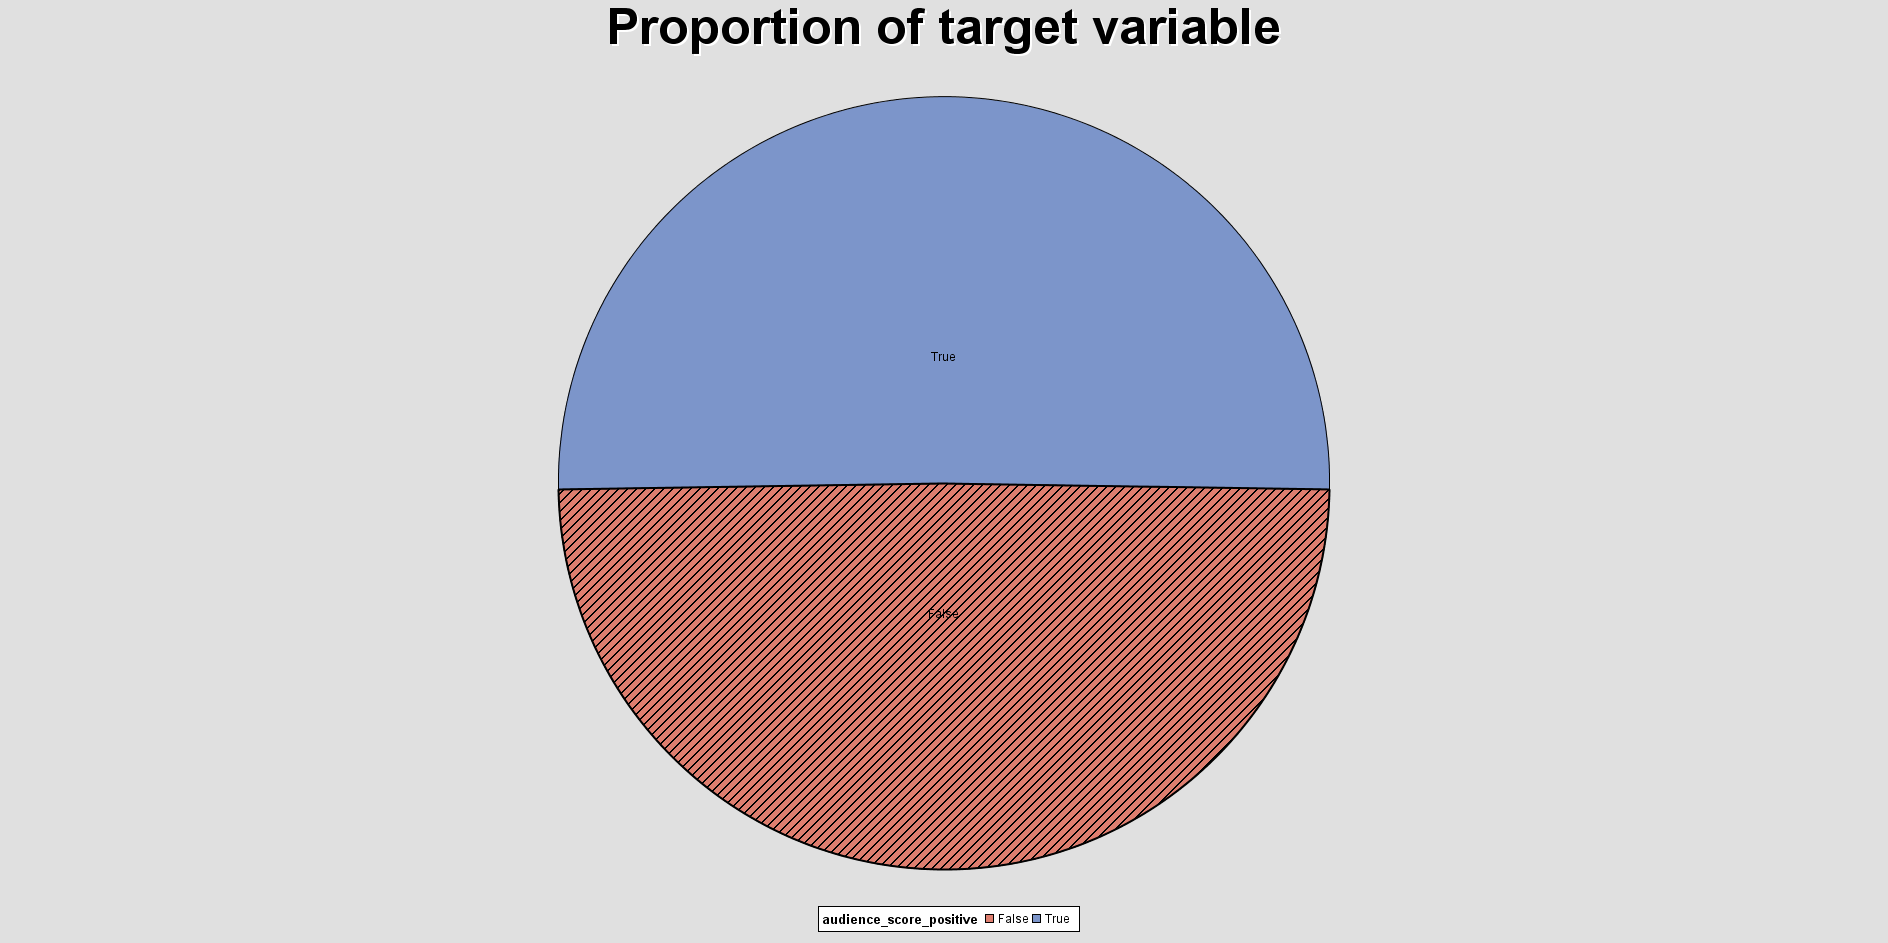 Proportion of target variable
True
False
audience_score_positive False True